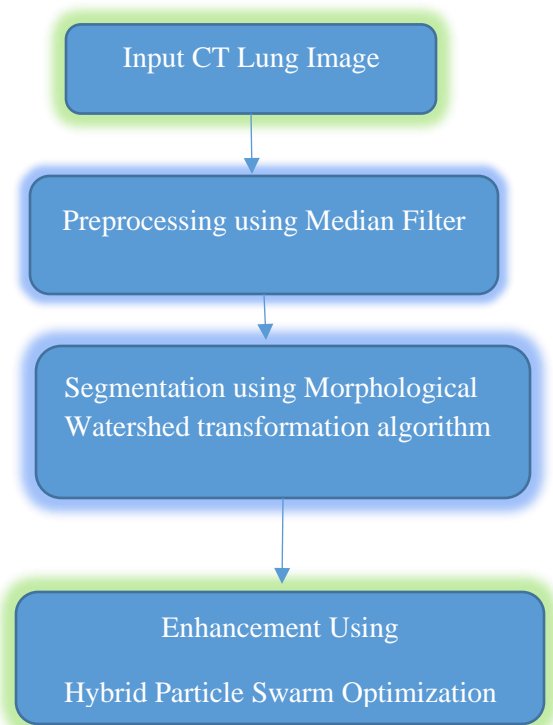 Input CT Lung Image
Preprocessing using Median Filter
Segmentation using Morphological
Watershed transformation algorithm
Enhancement Using
Hybrid Particle Swarm Optimization